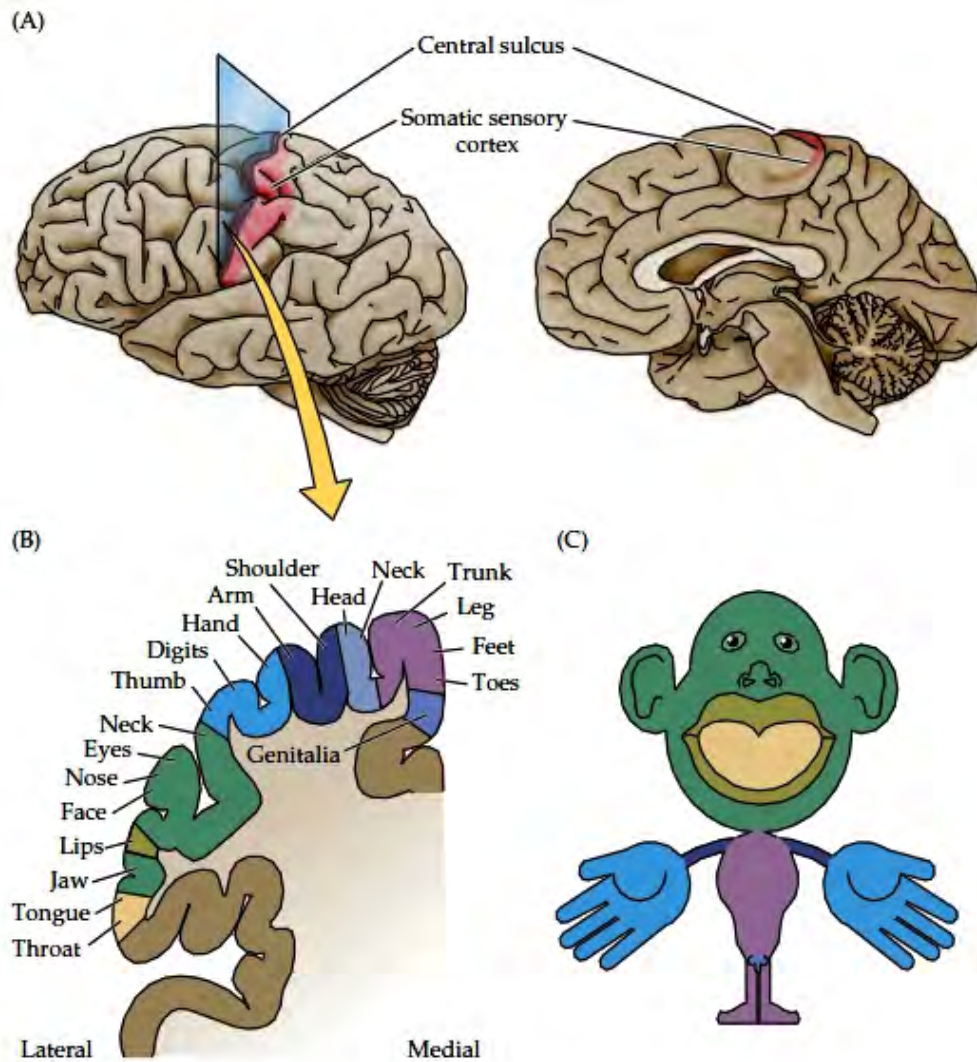 (A)
Central sulcus
Somatic sensory
cortex
(B)
(C)
Shoulder
Neck
Trunk
Arm
Head
Leg
Hand
Feet
Digits
Toes
Thumb
Neck
Genitalia
Eyes
Nose
Face
Lips
Jaw
Tongue
Throat
Lateral
Medial